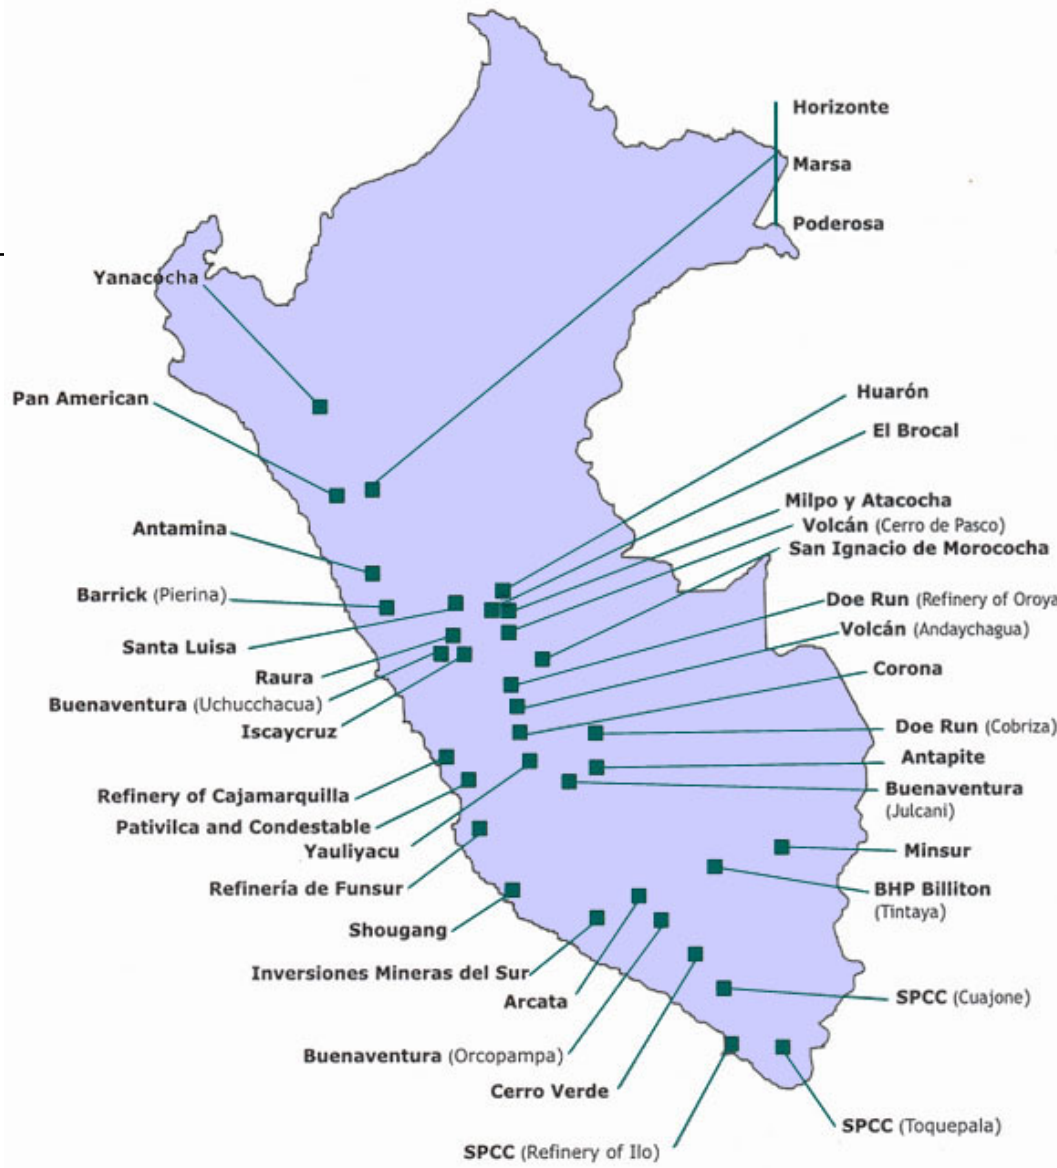 Horizonte
Marsa
Poderosa
Yanacocha
Pan American
Huarón
El Brocal
Milpo y Atacocha
Volcán (Cerro de Pasco)
San Ignacio de Morococha
Antamina
Barrick (Pierina)
Doe Run (Refinery of Oroya
Volcán (Andaychagua)
Santa Luisa
Corona
Raura
Buenaventura (Uchucchacua)
Iscaycruz
Doe Run (Cobriza)
Antapite
Buenaventura
(Julcani)
Refinery of Cajamarquilla
Pativilca and Condestable
Yauliyacu
Minsur
Refinería de Funsur
BHP Billiton
(Tintaya)
Shougang
Inversiones Mineras del Sur
Arcata
SPCC (Cuajone)
Buenaventura (Orcopampa)
Cerro Verde
SPCC (Toquepala)
SPCC (Refinery of Ilo)